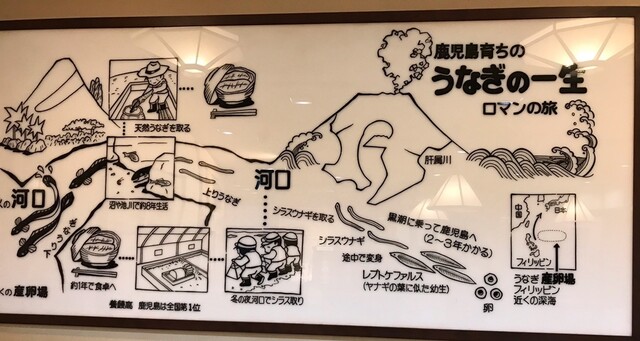 鹿児島育ちの
うなぎの一生
ロマンの旅
天然うなぎを取る
肝属川
河口
沼や池川で約8年生活
上りうなぎ
河口
下りうなぎ
シラスウナギを取る
シラスウナギ
黒潮に乗って鹿児島へ
(2〜3年かかる)
途中で変身
レプトケファルス
(ヤナギの葉に似た幼生)
卵
中国
日本
フィリッピン
うなぎ 産卵場
フィリッピン
近くの深海
くの 産卵場
約1年で食卓へ
養鰻高 鹿児島は全国第1位
冬の夜河口でシラス取り